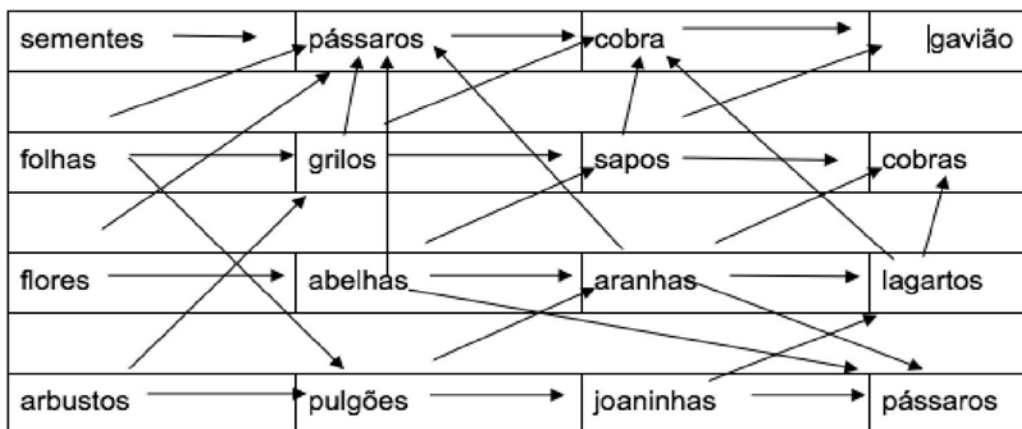 sementes pássaros cobra gavião
folhas grilos sapos cobras
flores abelhas aranhas lagartos
arbustos pulgões joaninhas pássaros